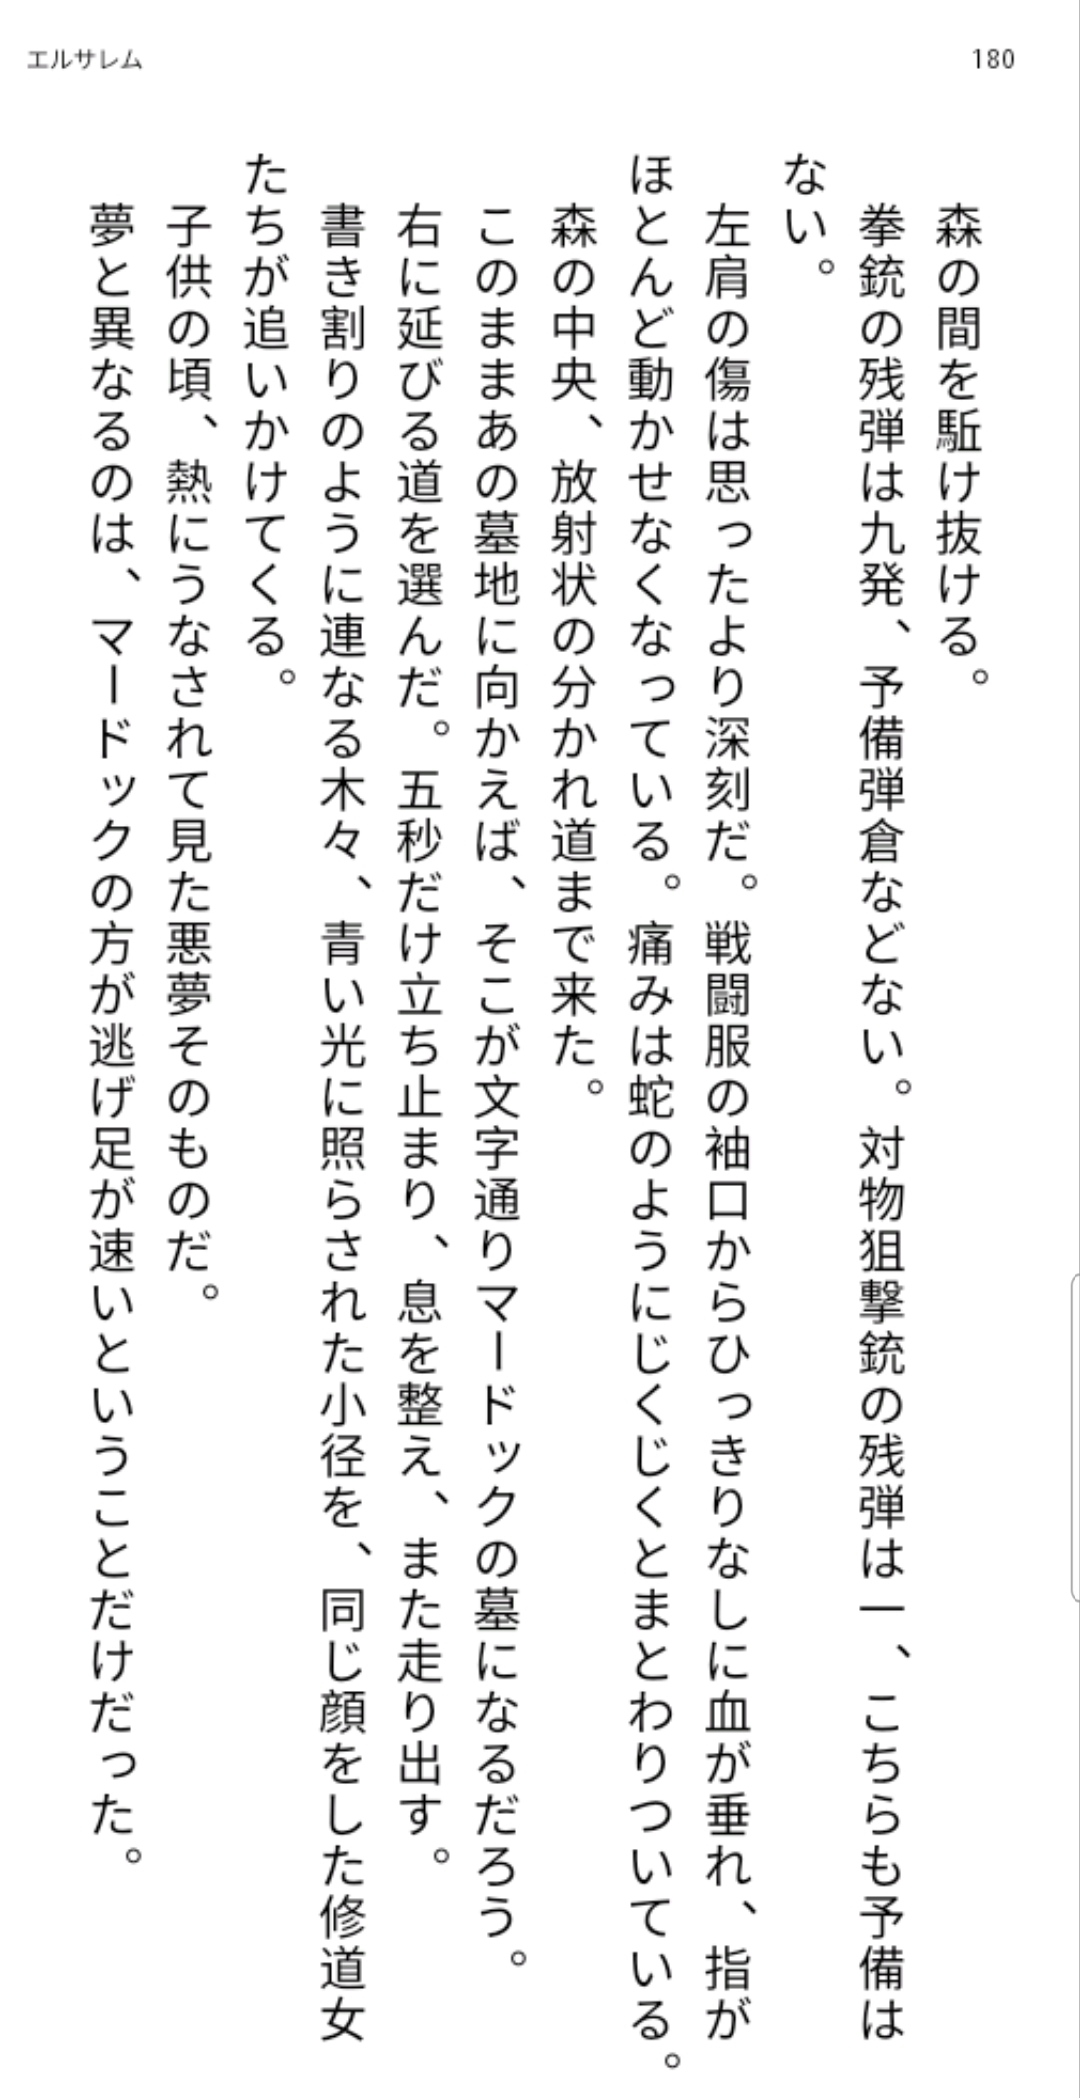 エルサレム
180
森の間を駈け抜ける。
拳銃の残弾は九発、予備弾倉などない。対物狙撃銃の残弾は一、こちらも予備は
ない。
左肩の傷は思ったより深刻だ。戦闘服の袖口からひっきりなしに血が垂れ、指が
ほとんど動かせなくなっている。痛みは蛇のようにじくじくとまとわりついている。
森の中央、放射状の分かれ道まで来た。
このままあの墓地に向かえば、そこが文字通りマードックの墓になるだろう。
右に延びる道を選んだ。五秒だけ立ち止まり、息を整え、また走り出す。
書き割りのように連なる木々、青い光に照らされた小径を、同じ顔をした修道女
たちが追いかけてくる。
子供の頃、熱にうなされて見た悪夢そのものだ。
夢と異なるのは、マードックの方が逃げ足が速いということだけだった。